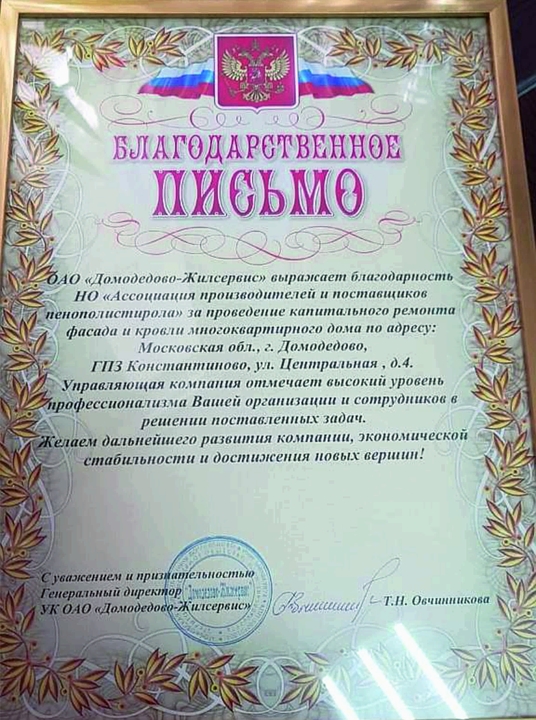 БЛАГОДАРСТВЕННОЕ
ПИСЬМО
ОАО «Домодедово-Жилсервис» выражает благодарность
НО «Ассоциация производителей и поставщиков
пенополистирола» за проведение капитального ремонта
фасада и кровли многоквартирного дома по адресу:
Московская обл., г. Домодедово,
ГПЗ Константиново, ул. Центральная , д.4.
Управляющая компания отмечает высокий уровень
профессионализма Вашей организации и сотрудников в
решении поставленных задач.
Желаем дальнейшего развития компании, экономической
стабильности и достижения новых вершин!
С уважением и признательностью
Генеральный директор
УК ОАО «Домодедово-Жилсервис»
Домодедово-Жилсервис
Т.Н. Овчинникова